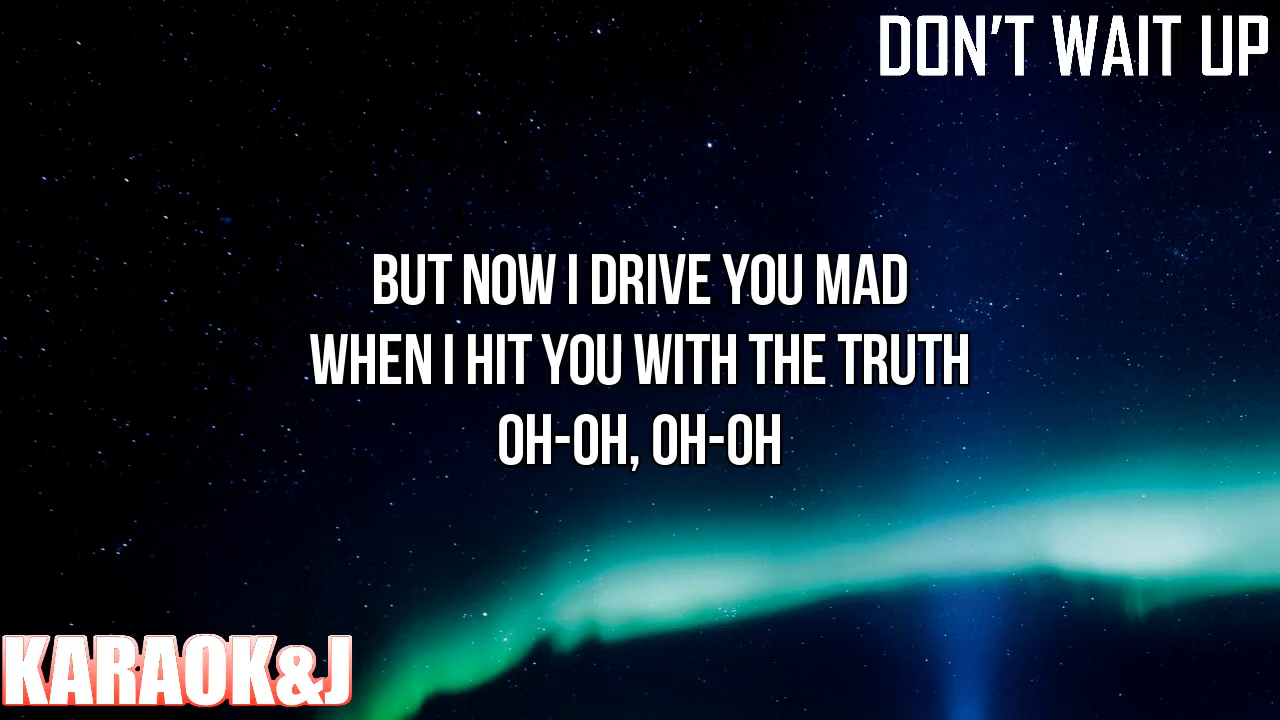 DON'T WAIT UP
BUT NOW I DRIVE YOU MAD
WHEN I HIT YOU WITH THE TRUTH
OH-OH, OH-OH
KARAOK&J